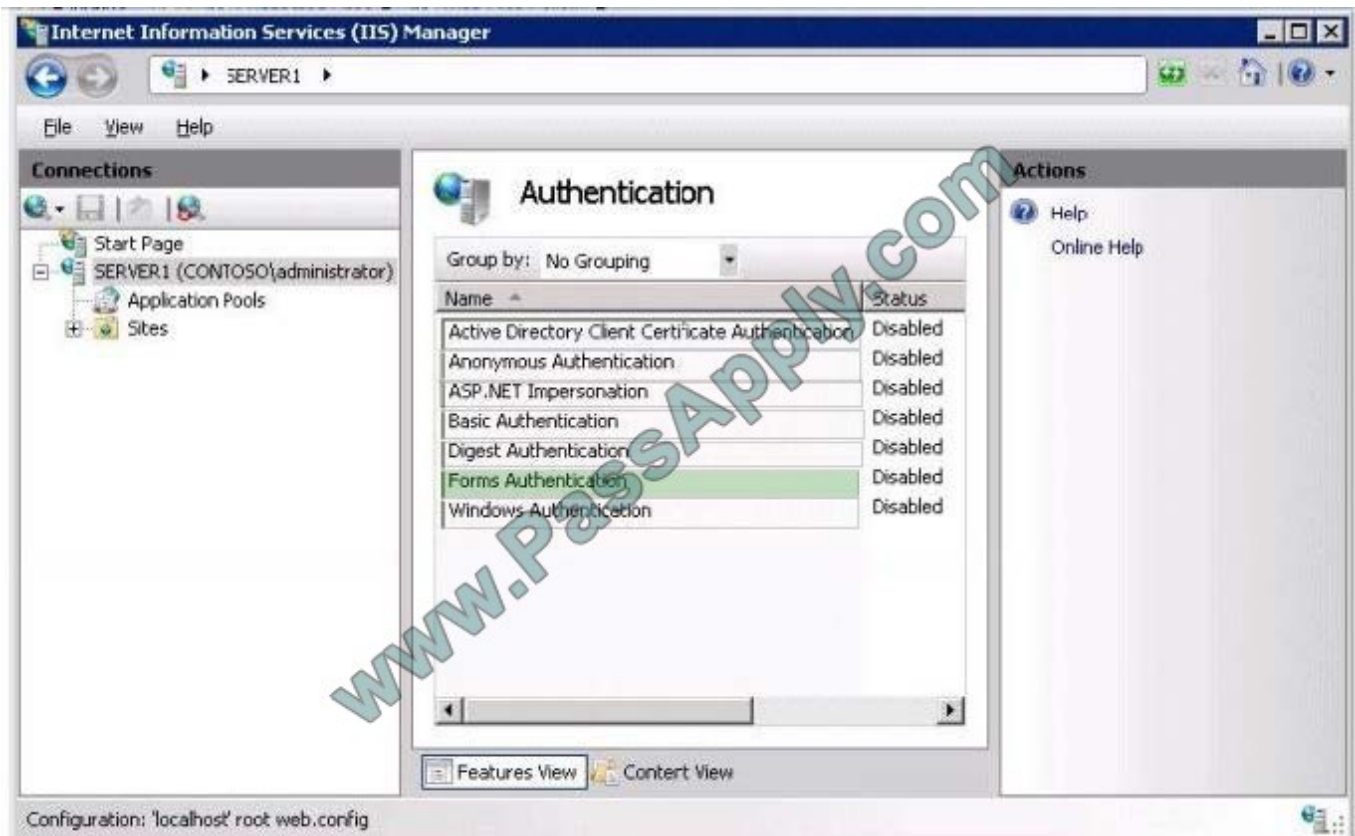 Internet Information Services (IIS) Manager
SERVER1
File View Help
Connections
Start Page
SERVER1 (CONTOSO\administrator)
Application Pools
Sites
Authentication
Group by: No Grouping
Name Status
Active Directory Client Certificate Authentication Disabled
Anonymous Authentication Disabled
ASP.NET Impersonation Disabled
Basic Authentication Disabled
Digest Authentication Disabled
Forms Authentication Disabled
Windows Authentication Disabled
Features View Contert View
Actions
Help
Online Help
Configuration: 'localhost' root web.config
www.PassApply.com